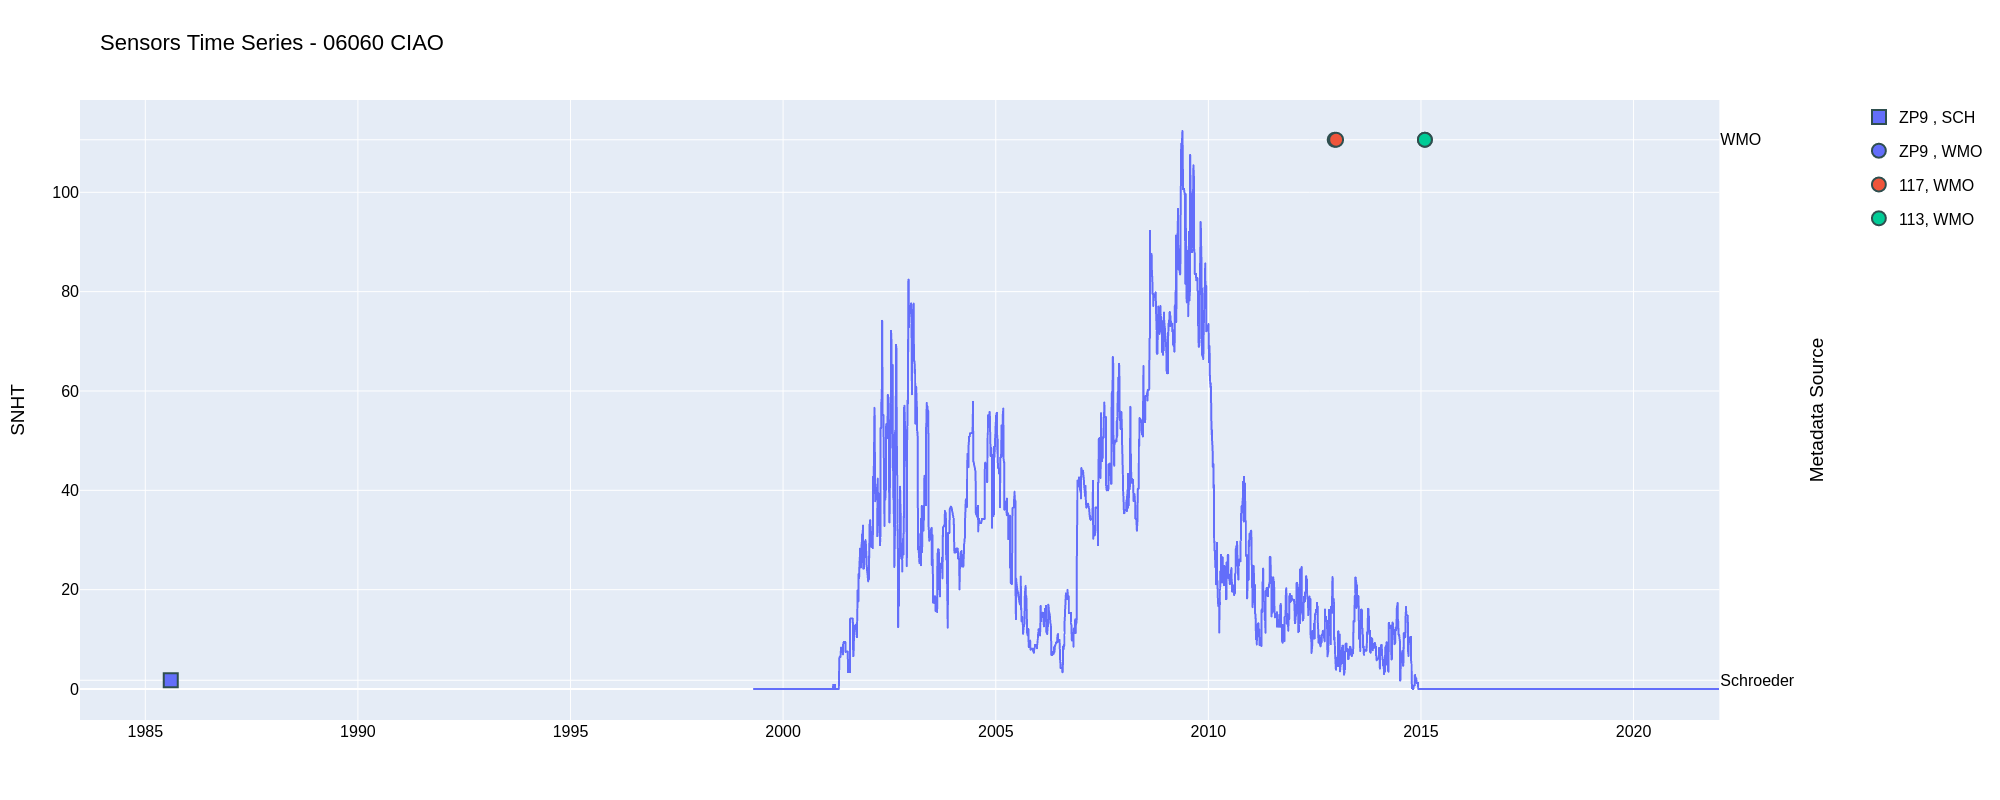 Sensors Time Series - 06060 CIAO
ZP9 , SCH
ZP9 , WMO
117, WMO
113, WMO
WMO
Schroeder
Metadata Source
SNHT
100
80
60
40
20
0
1985 1990 1995 2000 2005 2010 2015 2020